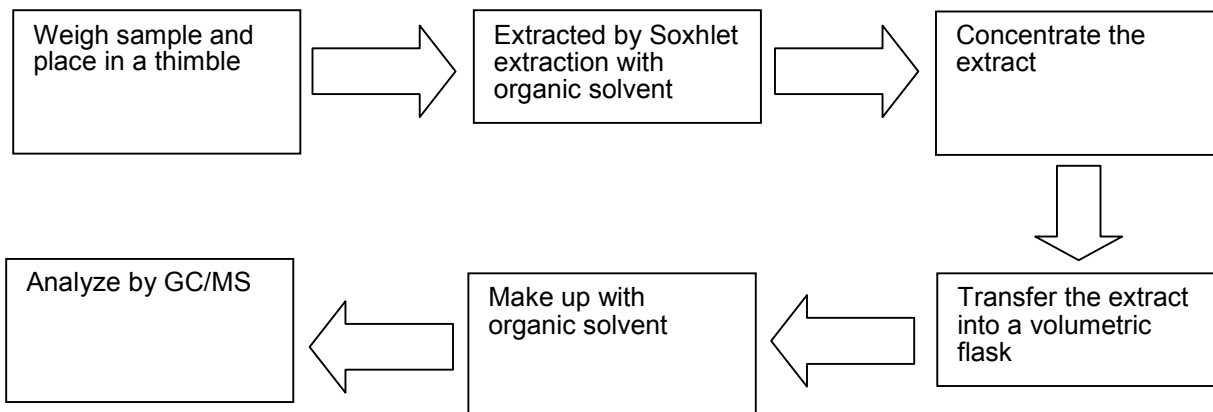 Weigh sample and
place in a thimble
Extracted by Soxhlet
extraction with
organic solvent
Concentrate the
extract
Transfer the extract
into a volumetric
flask
Make up with
organic solvent
Analyze by GC/MS